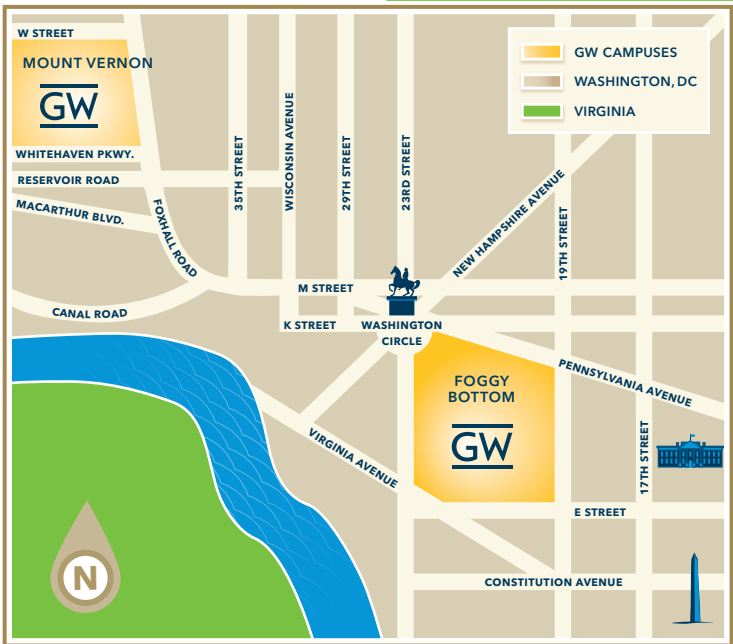 W STREET
MOUNT VERNON
GW
WHITEHAVEN PKWY.
RESERVOIR ROAD
MACARTHUR BLVD.
FOXHALL ROAD
CANAL ROAD
35TH STREET
WISCONSIN AVENUE
29TH STREET
23RD STREET
GW CAMPUSES
WASHINGTON, DC
VIRGINIA
NEW HAMPSHIRE AVENUE
19TH STREET
M STREET
K STREET
WASHINGTON
CIRCLE
FOGGY
BOTTOM
GW
PENNSYLVANIA AVENUE
VIRGINIA AVENUE
17TH STREET
E STREET
CONSTITUTION AVENUE
N